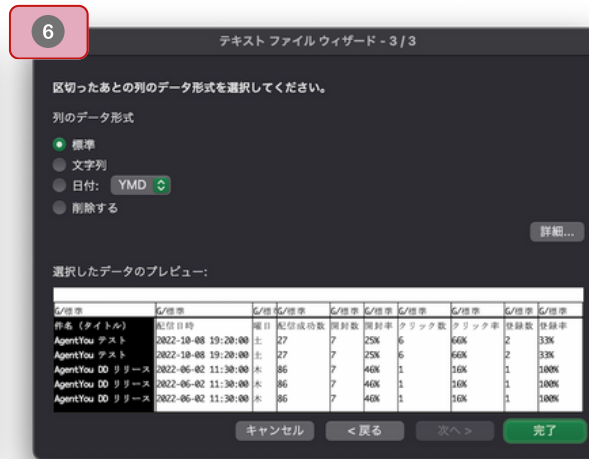 6
テキスト ファイル ウィザード - 3 / 3
区切ったあとの列のデータ形式を選択してください。
列のデータ形式
標準
文字列
日付: YMD
削除する
詳細...
選択したデータのプレビュー:
G/標準 G/標準 G/標 G/標準 G/標準 G/標準 G/標準 G/標準 G/標準 G/標準
件名 (タイトル) 配信日時 曜日 配信成功数 開封数 開封率 クリック数 クリック率 登録数 登録率
AgentYou テスト 2022-10-08 19:20:00 土 27 7 25% 6 66% 2 33%
AgentYou テスト 2022-10-08 19:20:00 土 27 7 25% 6 66% 2 33%
AgentYou DD リリース 2022-06-02 11:30:00 木 86 7 46% 1 16% 1 100%
AgentYou DD リリース 2022-06-02 11:30:00 木 86 7 46% 1 16% 1 100%
AgentYou DD リリース 2022-06-02 11:30:00 木 86 7 46% 1 16% 1 100%
キャンセル < 戻る 次へ > 完了